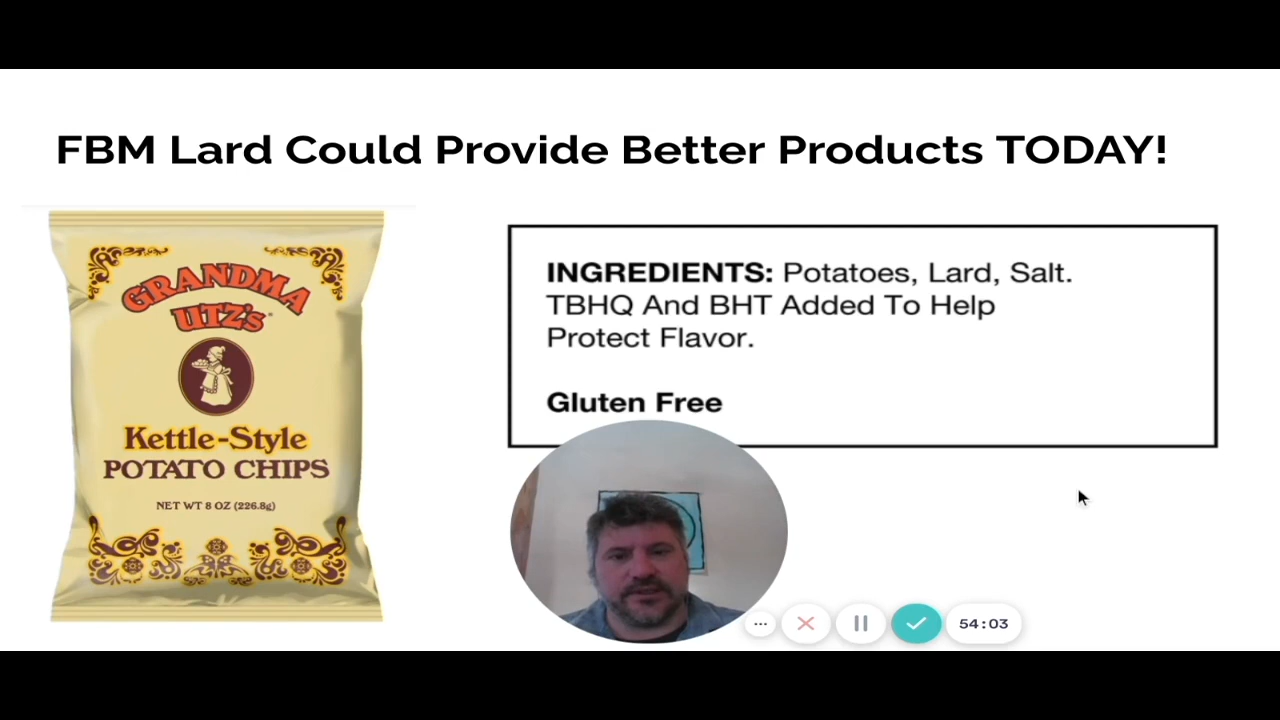 FBM Lard Could Provide Better Products TODAY!
GRANDMA
UTZ's
Kettle-Style
POTATO CHIPS
NET WT 8 OZ (226.8g)
INGREDIENTS: Potatoes, Lard, Salt.
TBHQ And BHT Added To Help
Protect Flavor.
Gluten Free
54:03